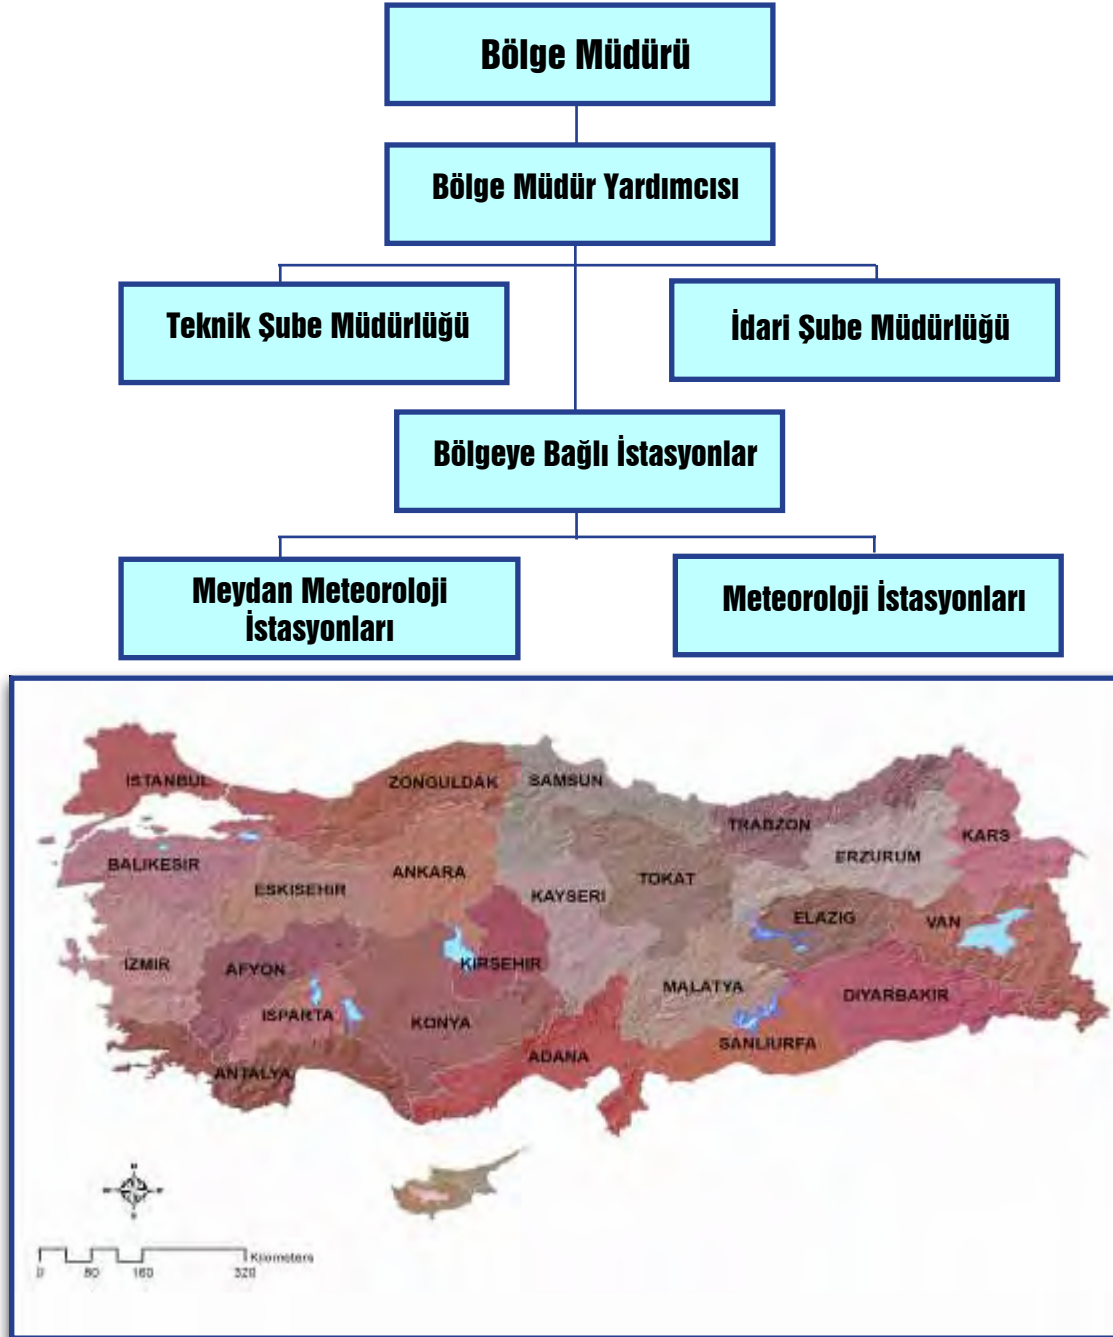 Bölge Müdürü
Bölge Müdür Yardımcısı
Teknik Şube Müdürlüğü
İdari Şube Müdürlüğü
Bölgeye Bağlı İstasyonlar
Meydan Meteoroloji
İstasyonları
Meteoroloji İstasyonları
ISTANBUL
ZONGULDAK
SAMSUN
TRABZON
KARS
BALIKESIR
ESKISEHIR
ANKARA
KAYSERI
TOKAT
ERZURUM
ELAZIG
VAN
IZMIR
AFYON
KIRSEHIR
MALATYA
DIYARBAKIR
ISPARTA
KONYA
SANLIURFA
ADANA
ANTALYA
Kilometers
0 80 160 320